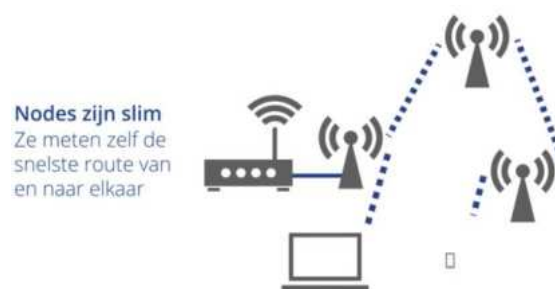 Nodes zijn slim
Ze meten zelf de
snelste route van
en naar elkaar